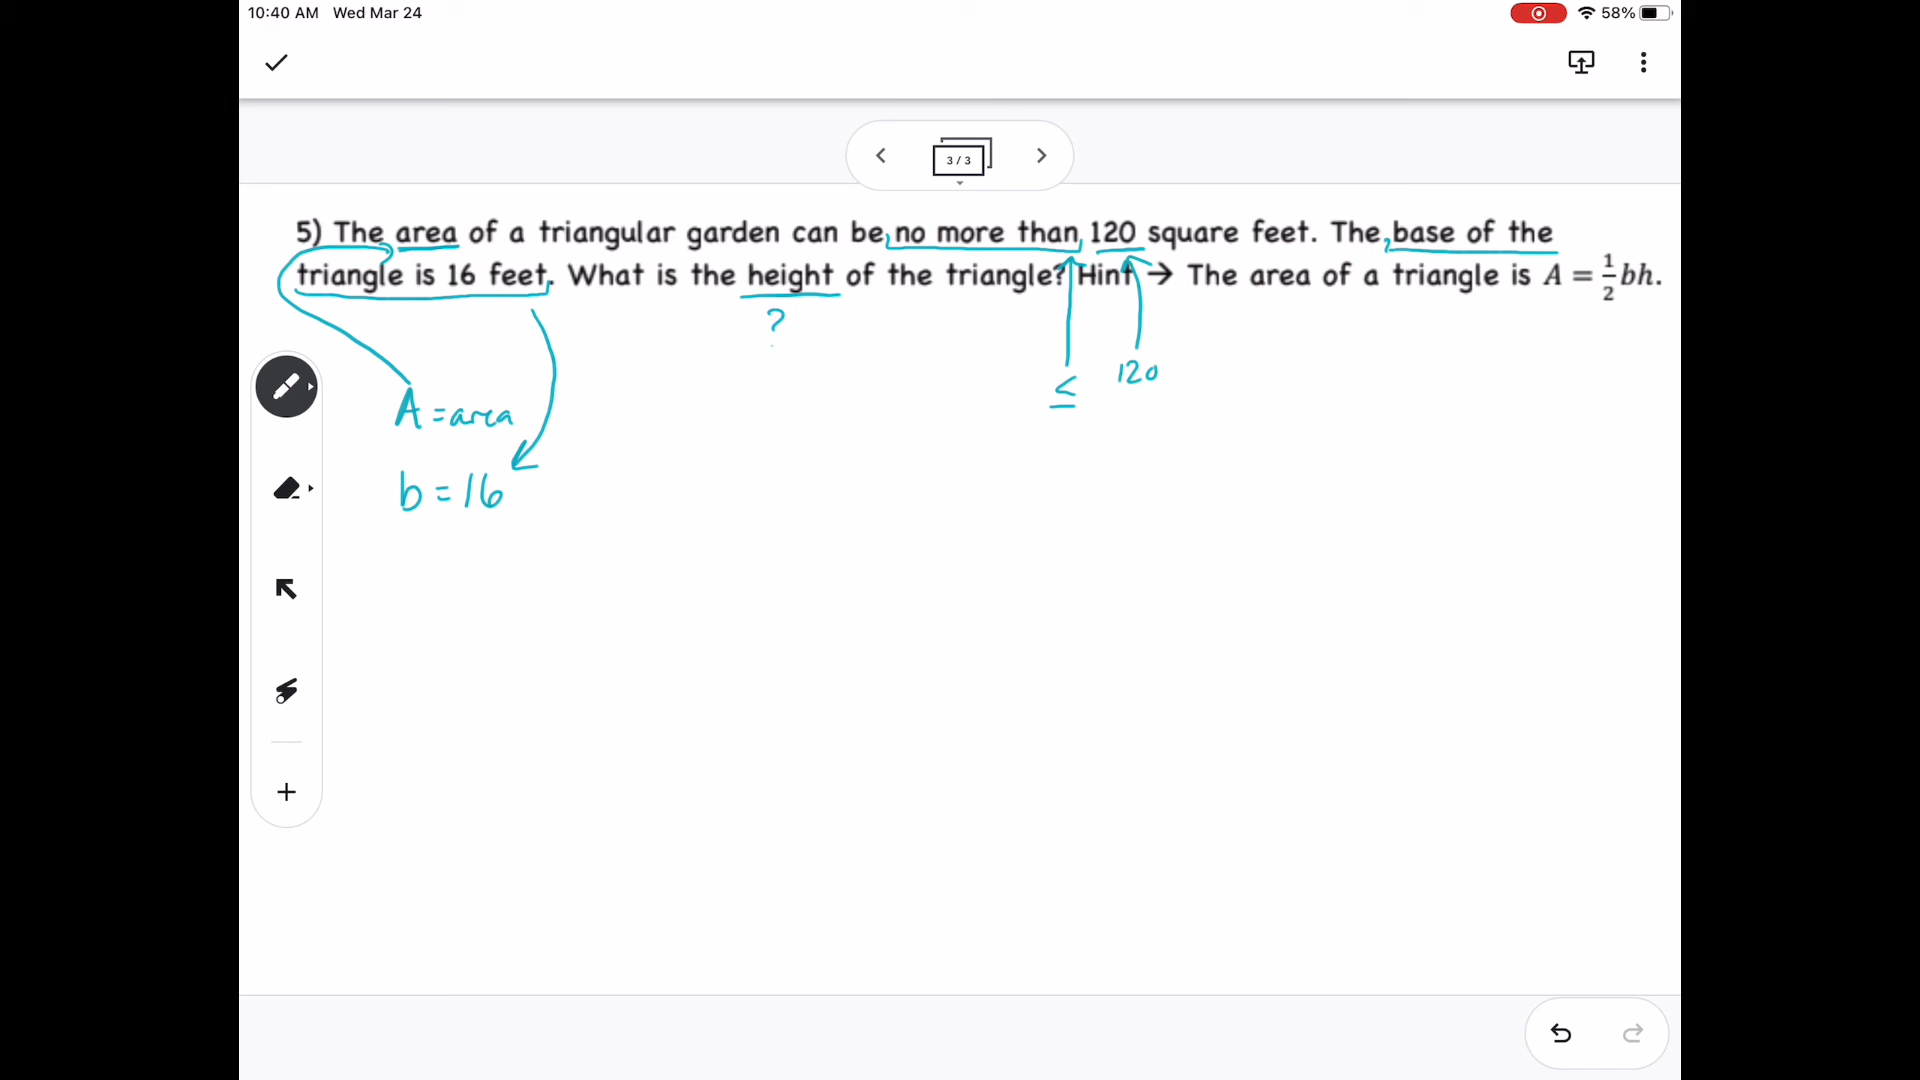 10:40 AM Wed Mar 24
58%
3 / 3
5) The area of a triangular garden can be no more than 120 square feet. The base of the
triangle is 16 feet. What is the height of the triangle? Hint → The area of a triangle is A = 1/2 bh.
?
≤ 120
A = area
b = 16